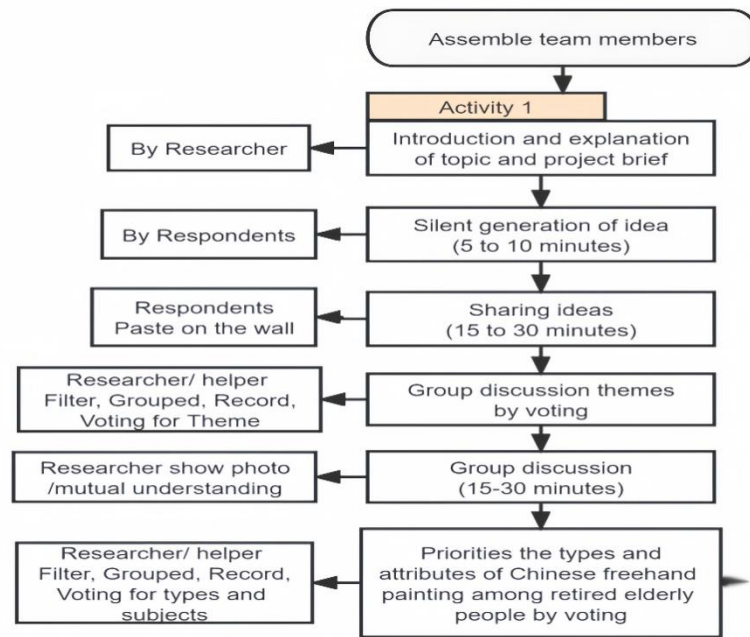 Assemble team members
Activity 1
By Researcher
Introduction and explanation
of topic and project brief
By Respondents
Silent generation of idea
(5 to 10 minutes)
Respondents
Paste on the wall
Sharing ideas
(15 to 30 minutes)
Researcher/ helper
Filter, Grouped, Record,
Voting for Theme
Group discussion themes
by voting
Researcher show photo
/mutual understanding
Group discussion
(15-30 minutes)
Researcher/ helper
Filter, Grouped, Record,
Voting for types and
subjects
Priorities the types and
attributes of Chinese freehand
painting among retired elderly
people by voting